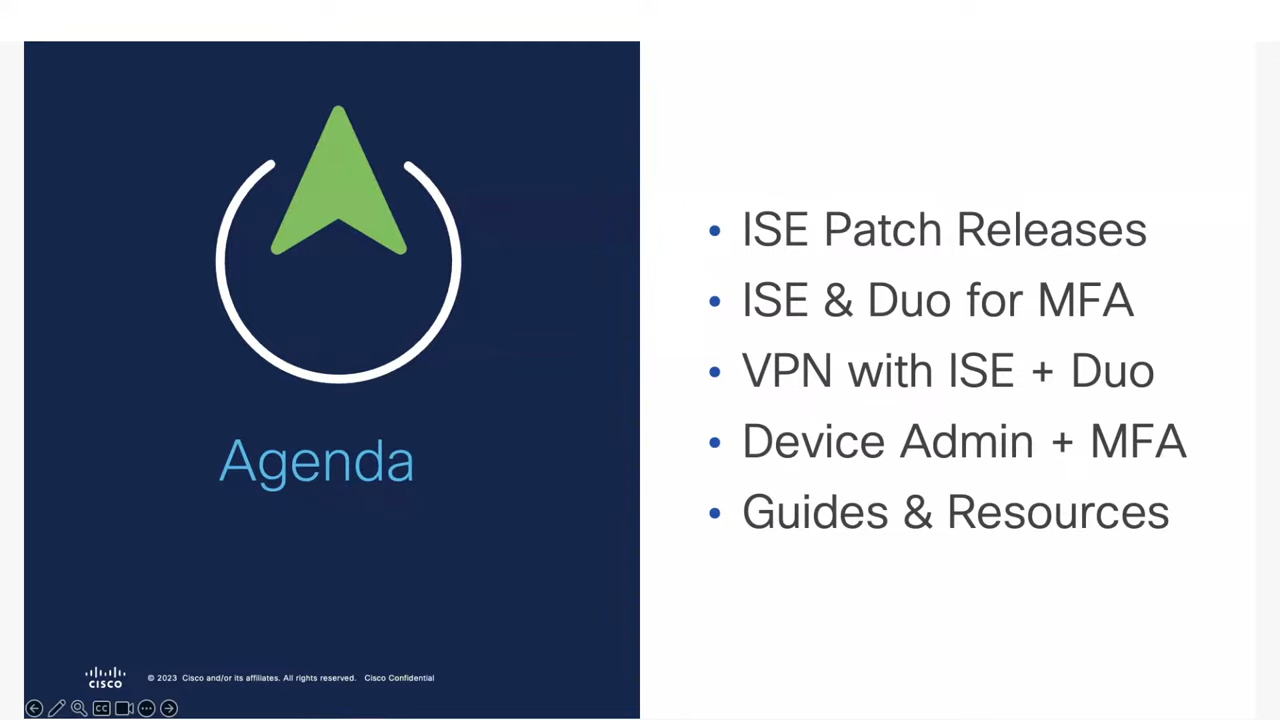 Agenda
• ISE Patch Releases
• ISE & Duo for MFA
• VPN with ISE + Duo
• Device Admin + MFA
• Guides & Resources
CISCO
© 2023 Cisco and/or its affiliates. All rights reserved. Cisco Confidential
CC